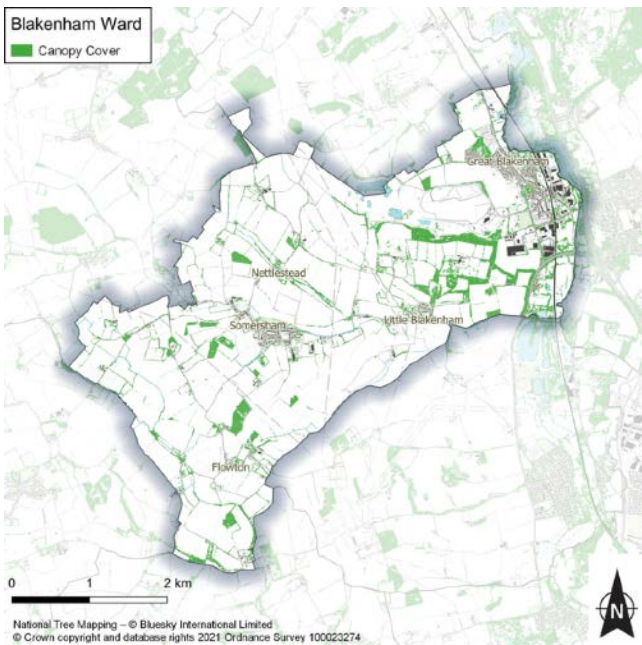 Blakenham Ward
Canopy Cover
Great Blakenham
Nettlestead
Somersham
Little Blakenham
Flowton
0 1 2 km
N
National Tree Mapping – © Bluesky International Limited
© Crown copyright and database rights 2021 Ordnance Survey 100023274